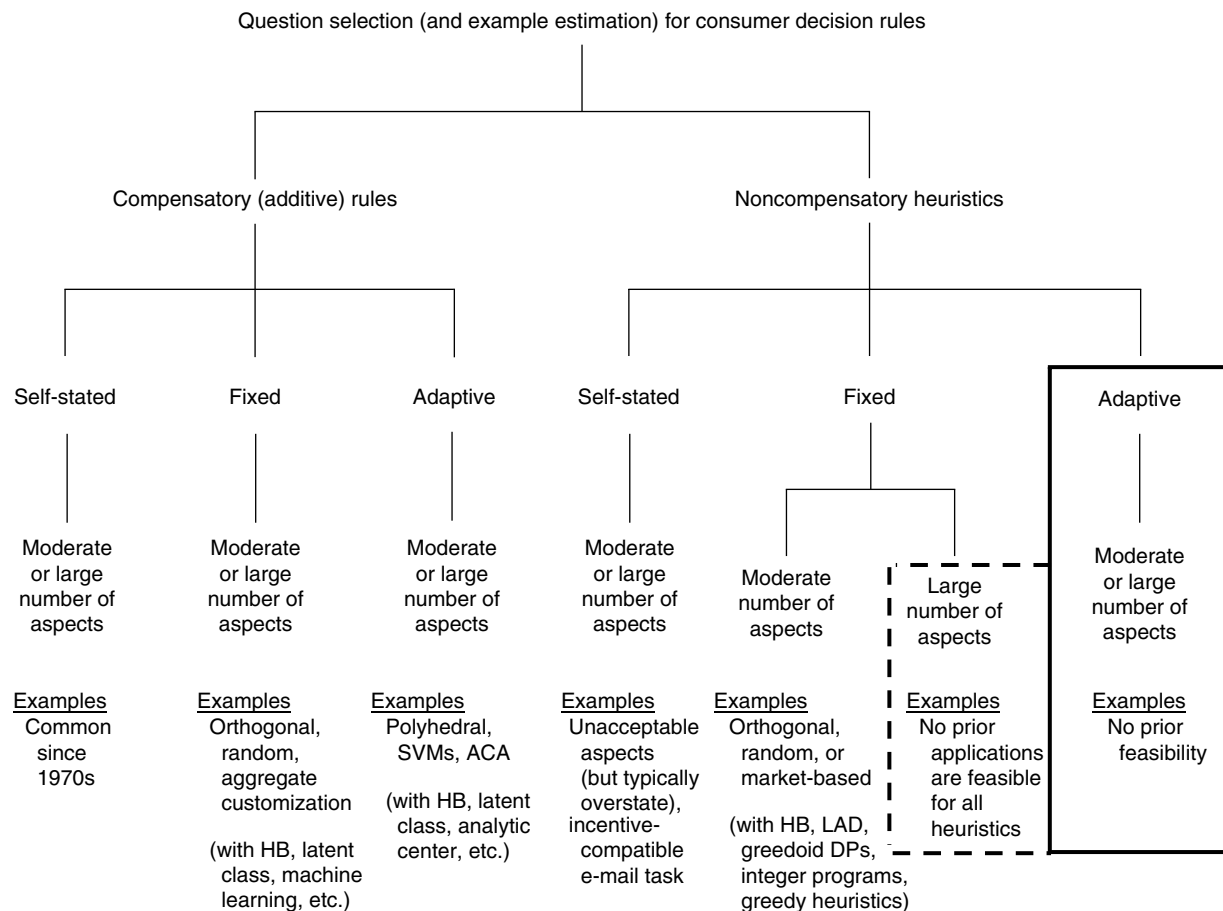 Question selection (and example estimation) for consumer decision rules
Compensatory (additive) rules
Noncompensatory heuristics
Self-stated
Fixed
Adaptive
Self-stated
Fixed
Adaptive
Moderate
or large
number of
aspects
Moderate
or large
number of
aspects
Moderate
or large
number of
aspects
Moderate
or large
number of
aspects
Moderate
number of
aspects
Large
number of
aspects
Moderate
or large
number of
aspects
Examples
Common
since
1970s
Examples
Orthogonal,
random,
aggregate
customization
(with HB, latent
class, machine
learning, etc.)
Examples
Polyhedral,
SVMs, ACA
(with HB, latent
class, analytic
center, etc.)
Examples
Unacceptable
aspects
(but typically
overstate),
incentive-
compatible
e-mail task
Examples
Orthogonal,
random, or
market-based
(with HB, LAD,
greedoid DPs,
integer programs,
greedy heuristics)
Examples
No prior
applications
are feasible
for all
heuristics
Examples
No prior
feasibility